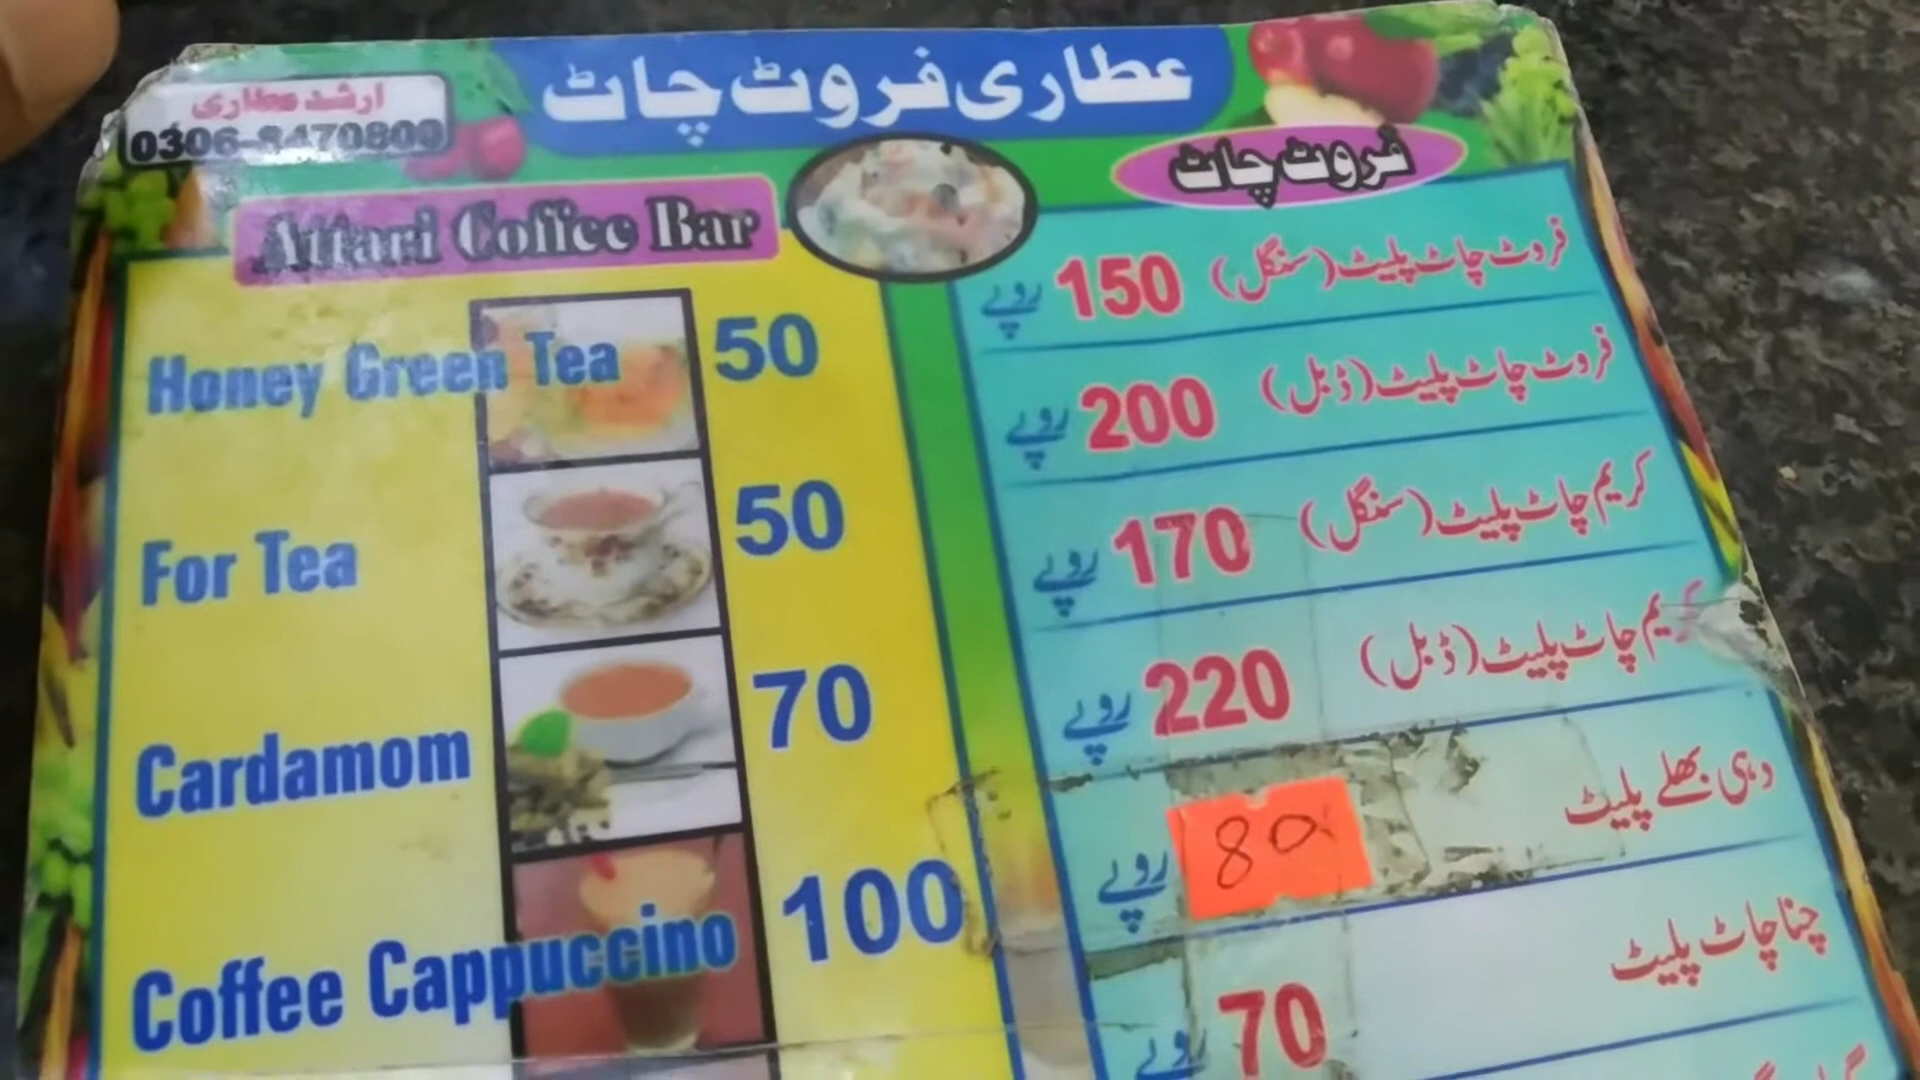 عطاری فروٹ چاٹ
ارشد عطاری
0306-8470800
Attari Coffee Bar
Honey Green Tea 50
For Tea 50
Cardamom 70
Coffee Cappuccino 100
فروٹ چاٹ
فروٹ چاٹ پلیٹ (سنگل) 150 روپے
فروٹ چاٹ پلیٹ (ڈبل) 200 روپے
کریم چاٹ پلیٹ (سنگل) 170 روپے
کریم چاٹ پلیٹ (ڈبل) 220 روپے
دہی بھلے پلیٹ 80 روپے
چنا چاٹ پلیٹ 70 روپے